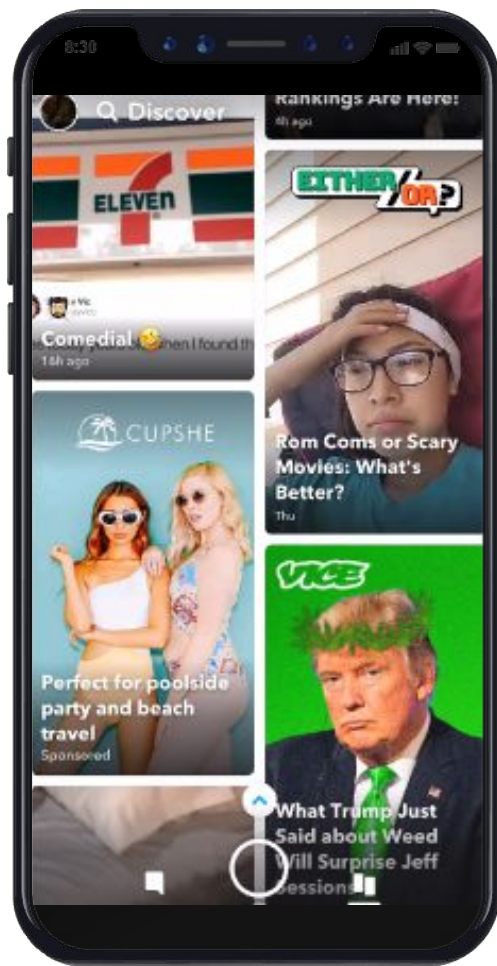 8:30
Discover
Rankings Are Here!
4h ago
7
ELEVEN
Comedial 🤣
16h ago
CUPSHE
Perfect for poolside
party and beach
travel
Sponsored
EITHER/OR?
Rom Coms or Scary
Movies: What's
Better?
Thu
VICE
What Trump Just
Said about Weed
Will Surprise Jeff
Sessions